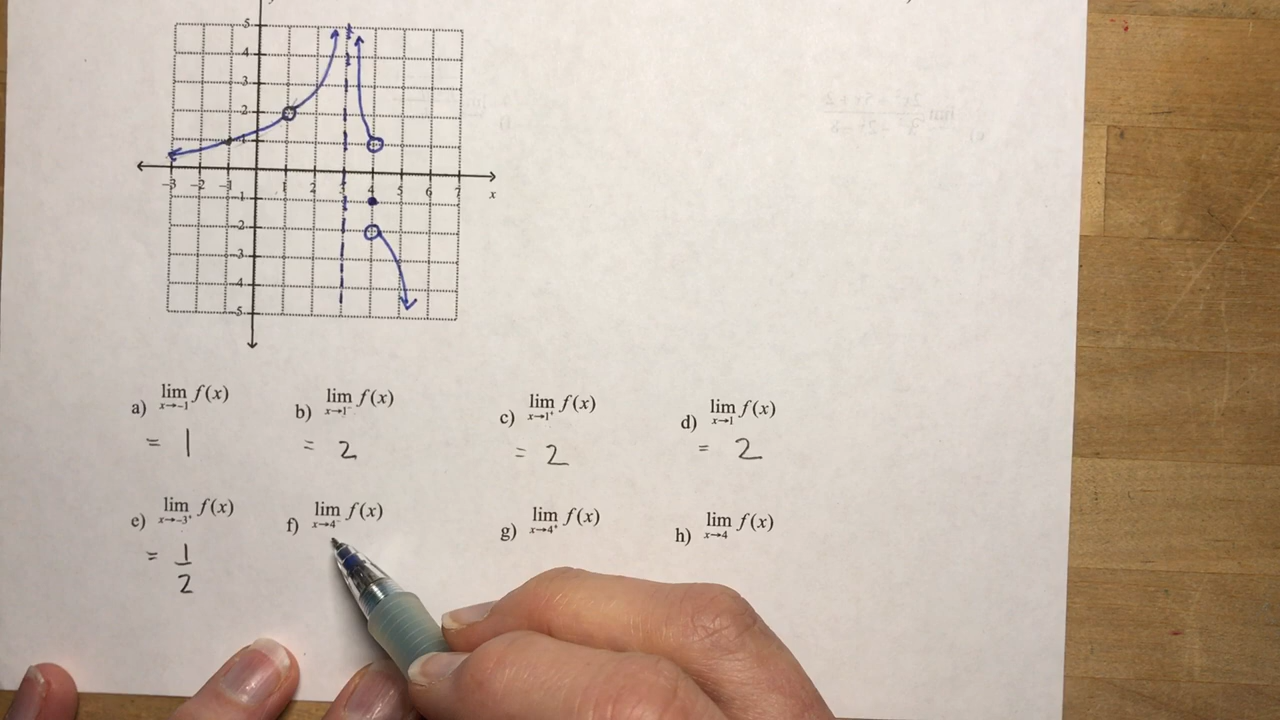 5
4
3
2
1
-3 -2 -1 1 2 3 4 5 6 7
x
-1
-2
-3
-4
-5
a) lim x→-1 f(x) b) lim x→1⁻ f(x) c) lim x→1⁺ f(x) d) lim x→1 f(x)
= 1 = 2 = 2 = 2
e) lim x→-3⁺ f(x) f) lim x→4⁻ f(x) g) lim x→4⁺ f(x) h) lim x→4 f(x)
= 1/2